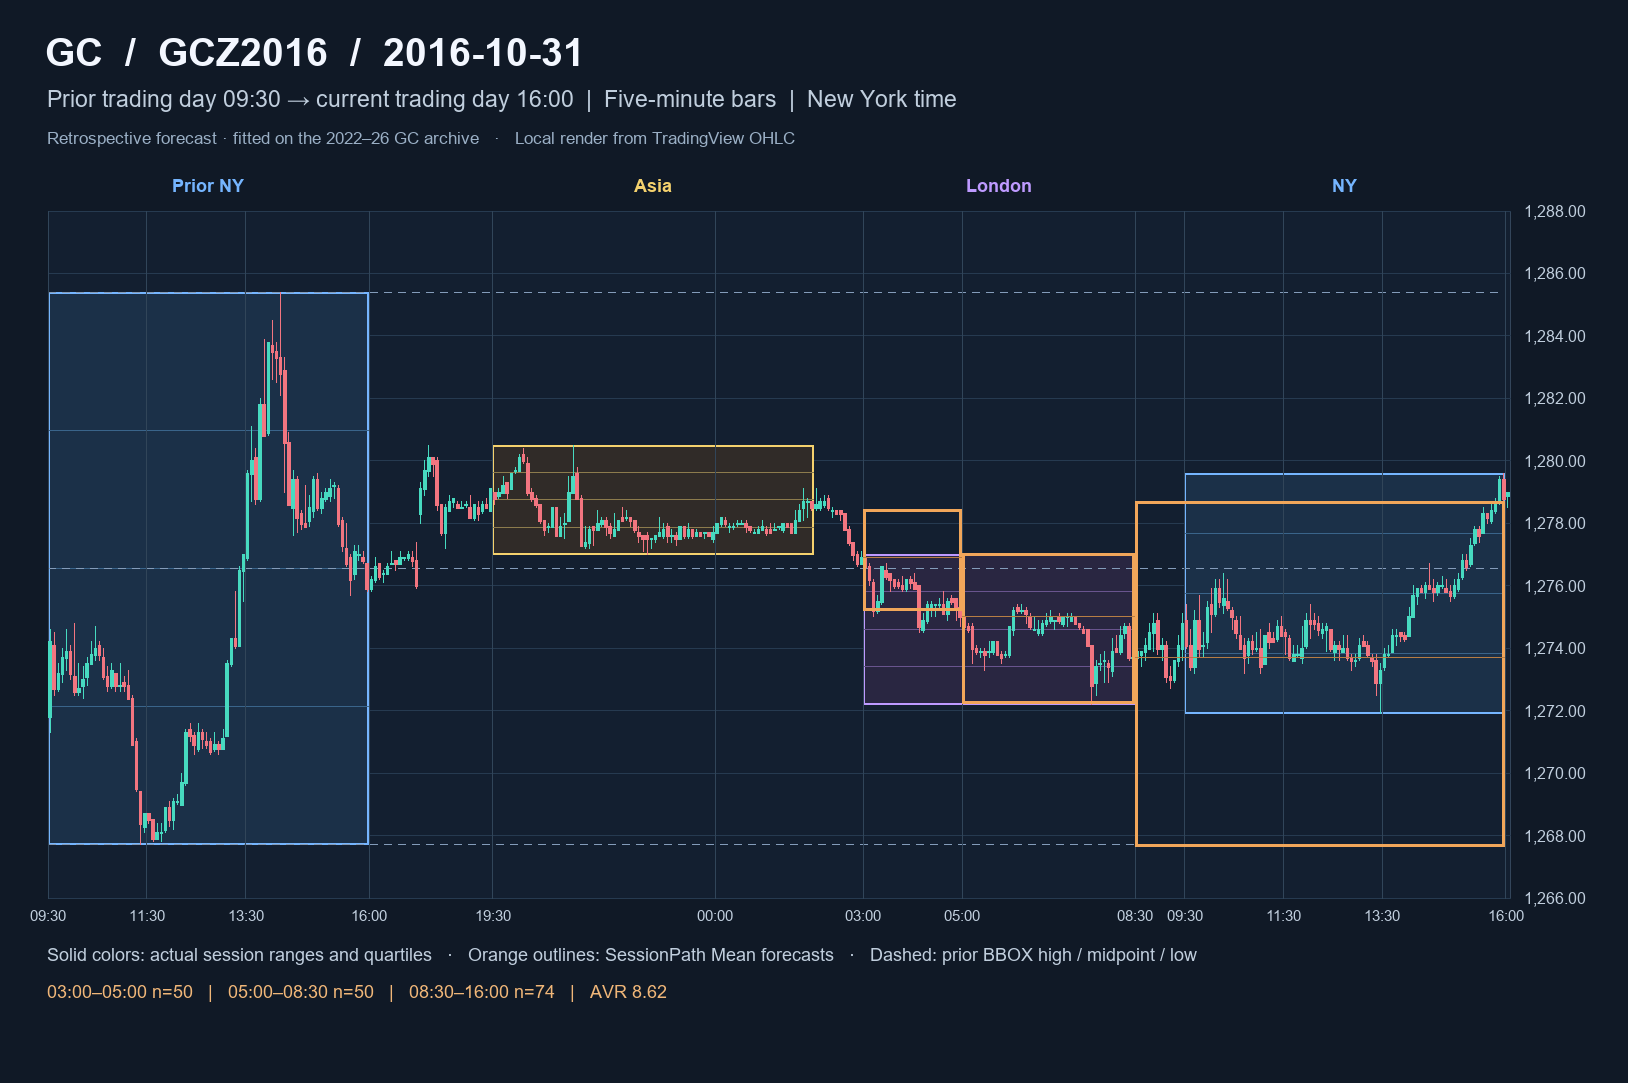 GC / GCZ2016 / 2016-10-31
Prior trading day 09:30 → current trading day 16:00 | Five-minute bars | New York time
Retrospective forecast · fitted on the 2022–26 GC archive · Local render from TradingView OHLC
Prior NY Asia London NY
1,288.00
1,286.00
1,284.00
1,282.00
1,280.00
1,278.00
1,276.00
1,274.00
1,272.00
1,270.00
1,268.00
1,266.00
09:30 11:30 13:30 16:00 19:30 00:00 03:00 05:00 08:30 09:30 11:30 13:30 16:00
Solid colors: actual session ranges and quartiles · Orange outlines: SessionPath Mean forecasts · Dashed: prior BBOX high / midpoint / low
03:00–05:00 n=50 | 05:00–08:30 n=50 | 08:30–16:00 n=74 | AVR 8.62